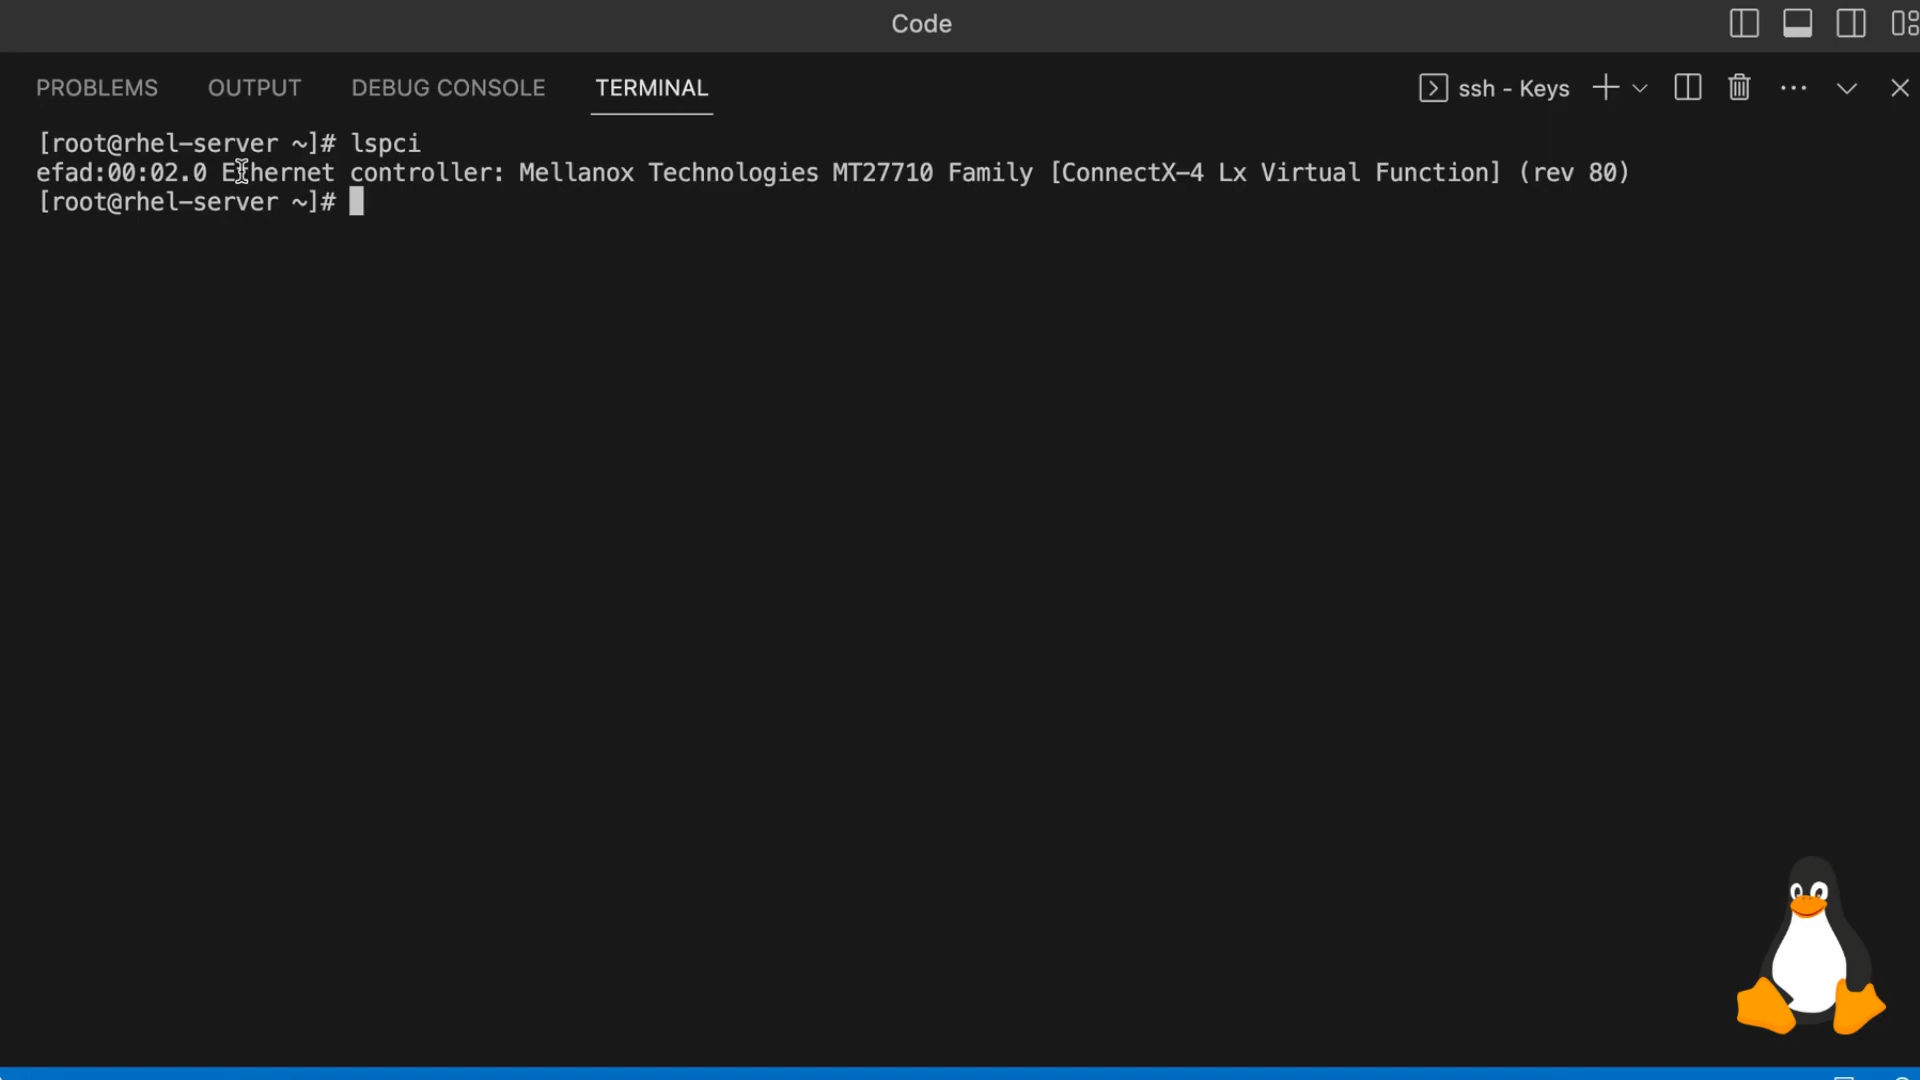 Code
PROBLEMS OUTPUT DEBUG CONSOLE TERMINAL ssh - Keys
[root@rhel-server ~]# lspci
efad:00:02.0 Ethernet controller: Mellanox Technologies MT27710 Family [ConnectX-4 Lx Virtual Function] (rev 80)
[root@rhel-server ~]#